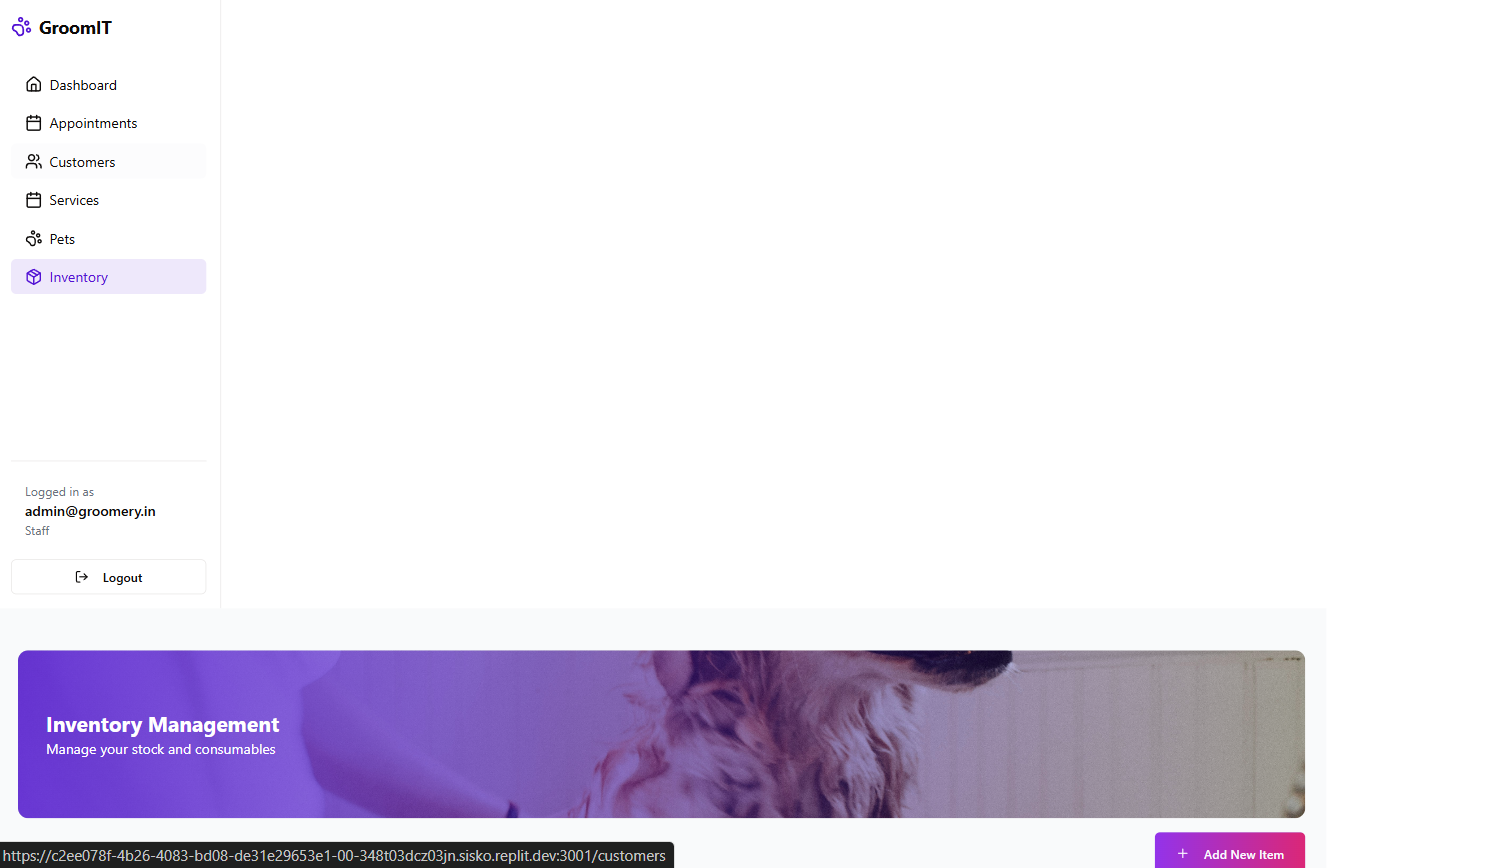 GroomIT
Dashboard
Appointments
Customers
Services
Pets
Inventory
Logged in as
admin@groomery.in
Staff
Logout
Inventory Management
Manage your stock and consumables
+ Add New Item
https://c2ee078f-4b26-4083-bd08-de31e29653e1-00-348t03dcz03jn.sisko.replit.dev:3001/customers